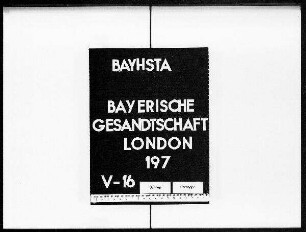 BAYHSTA
BAYERISCHE
GESANDTSCHAFT
LONDON
197
V-16